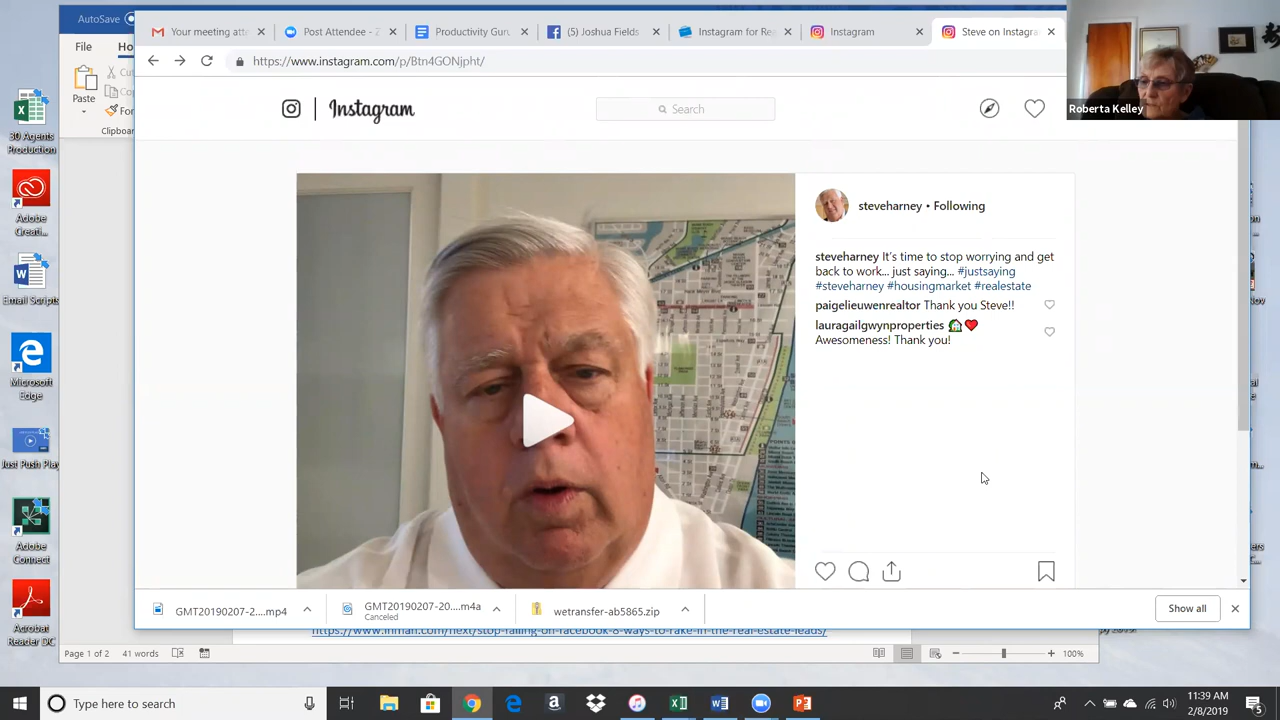 AutoSave
Your meeting at
Post Attendee - Z
Productivity Guru
(5) Joshua Fields
Instagram for Re
Instagram
Steve on Instagra
https://www.instagram.com/p/Btn4GONjpht/
File
Ho
Cu
Co
For
Paste
Clipboa
Instagram
Search
Roberta Kelley
30 Agents
Production
Adobe
Creati...
Email Scripts
Microsoft
Edge
Just Push Play
Adobe
Connect
Acrobat
Reader DC
steveharney • Following
steveharney It's time to stop worrying and get
back to work... just saying... #justsaying
#steveharney #housingmarket #realestate
paigelieuwenrealtor Thank you Steve!!
lauragailgwynproperties 🏡❤️
Awesomeness! Thank you!
GMT20190207-2....mp4
GMT20190207-20....m4a
Canceled
wetransfer-ab5865.zip
Show all
https://www.inman.com/next/stop-failing-on-facebook-8-ways-to-rake-in-the-real-estate-leads/
Page 1 of 2
41 words
100%
Type here to search
11:39 AM
2/8/2019
5